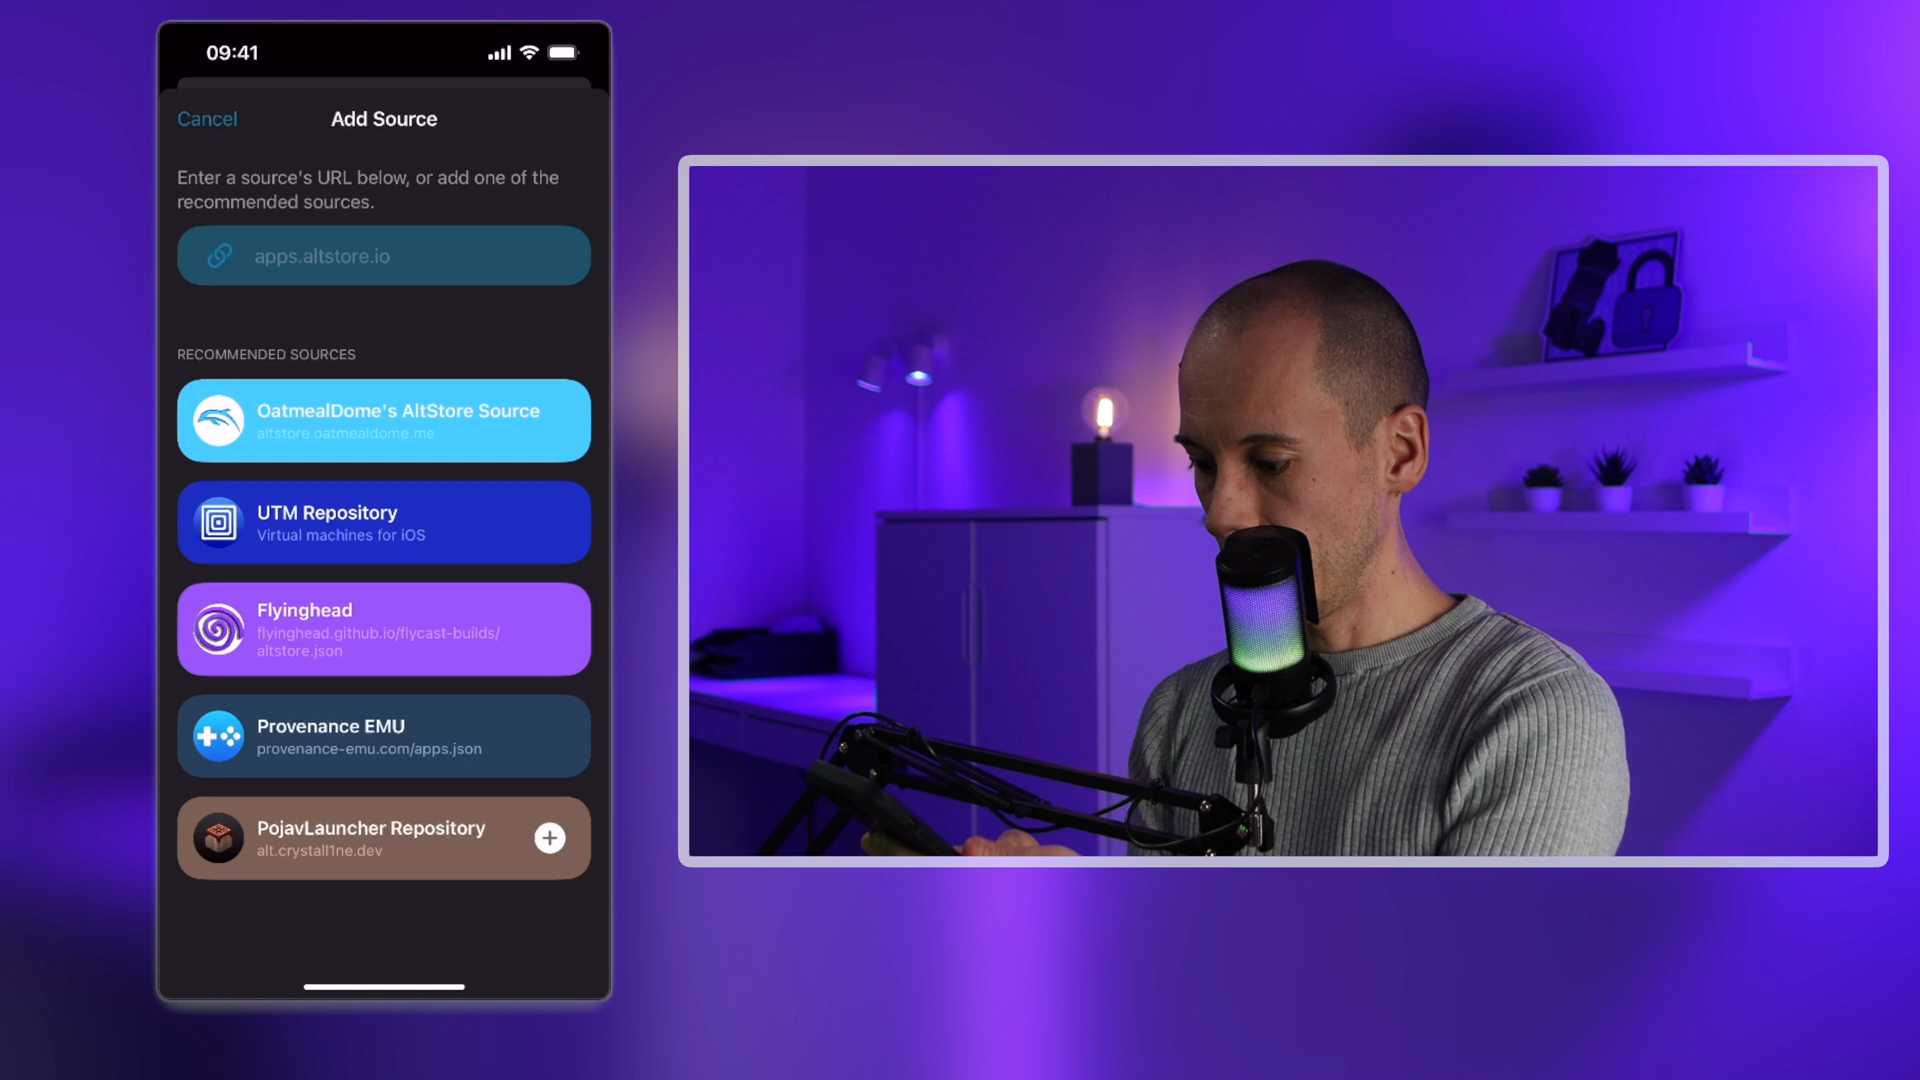 09:41
Cancel
Add Source
Enter a source's URL below, or add one of the
recommended sources.
apps.altstore.io
RECOMMENDED SOURCES
OatmealDome's AltStore Source
altstore.oatmealdome.me
UTM Repository
Virtual machines for iOS
Flyinghead
flyinghead.github.io/flycast-builds/
altstore.json
Provenance EMU
provenance-emu.com/apps.json
PojavLauncher Repository
alt.crystall1ne.dev